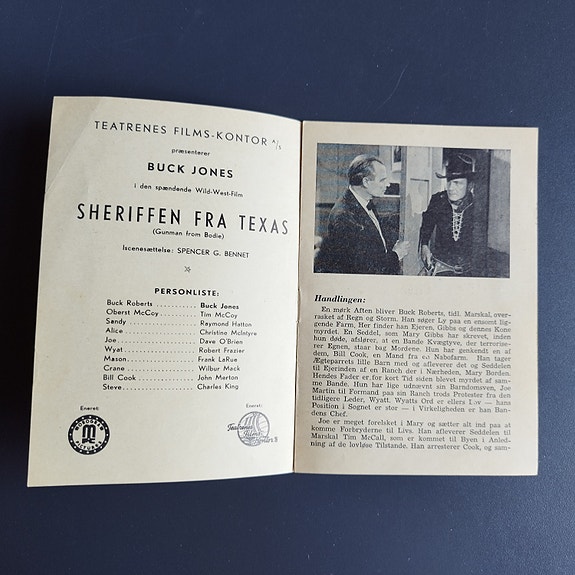 TEATRENES FILMS-KONTOR A/S
præsenterer
BUCK JONES
i den spændende Wild-West-Film
SHERIFFEN FRA TEXAS
(Gunman from Bodie)
Iscenesættelse: SPENCER G. BENNET
PERSONLISTE:
Buck Roberts .......... Buck Jones
Oberst McCoy .......... Tim McCoy
Sandy .......... Raymond Hatton
Alice .......... Christine McIntyre
Joe .......... Dave O'Brien
Wyat .......... Robert Frazier
Mason .......... Frank LaRue
Crane .......... Wilbur Mack
Bill Cook .......... John Merton
Steve .......... Charles King
Eneret:
Eneret:
Handlingen:
En mørk Aften bliver Buck Roberts, tidl. Marskal, over-
rasket af Regn og Storm. Han søger Ly paa en ensomt lig-
gende Farm. Her finder han Ejeren, Gibbs og dennes Kone
myrdet. En Seddel, som Mary Gibbs har skrevet, inden
hun døde, afslører, at en Bande Kvægtyve, der terrorise-
rer Egnen, staar bag Mordene. Hun har genkendt en af
dem, Bill Cook, en Mand fra en Nabofarm. Han tager
Ægteparrets lille Barn med og afleverer det og Seddelen
til Ejerinden af en Ranch der i Nærheden, Mary Borden.
Hendes Fader er for kort Tid siden blevet myrdet af sam-
me Bande. Hun har lige udnævnt sin Barndomsven, Joe
Martin til Formand paa sin Ranch trods Protester fra den
tidligere Leder, Wyatt. Wyatts Ord er ellers Lov — hans
Position i Sognet er stor — i Virkeligheden er han Ban-
dens Chef.
Joe er meget forelsket i Mary og sætter alt ind paa at
komme Forbryderne til Livs. Han afleverer Seddelen til
Marskal Tim McCall, som er kommet til Byen i Anled-
ning af de lovløse Tilstande. Han arresterer Cook, og sam-